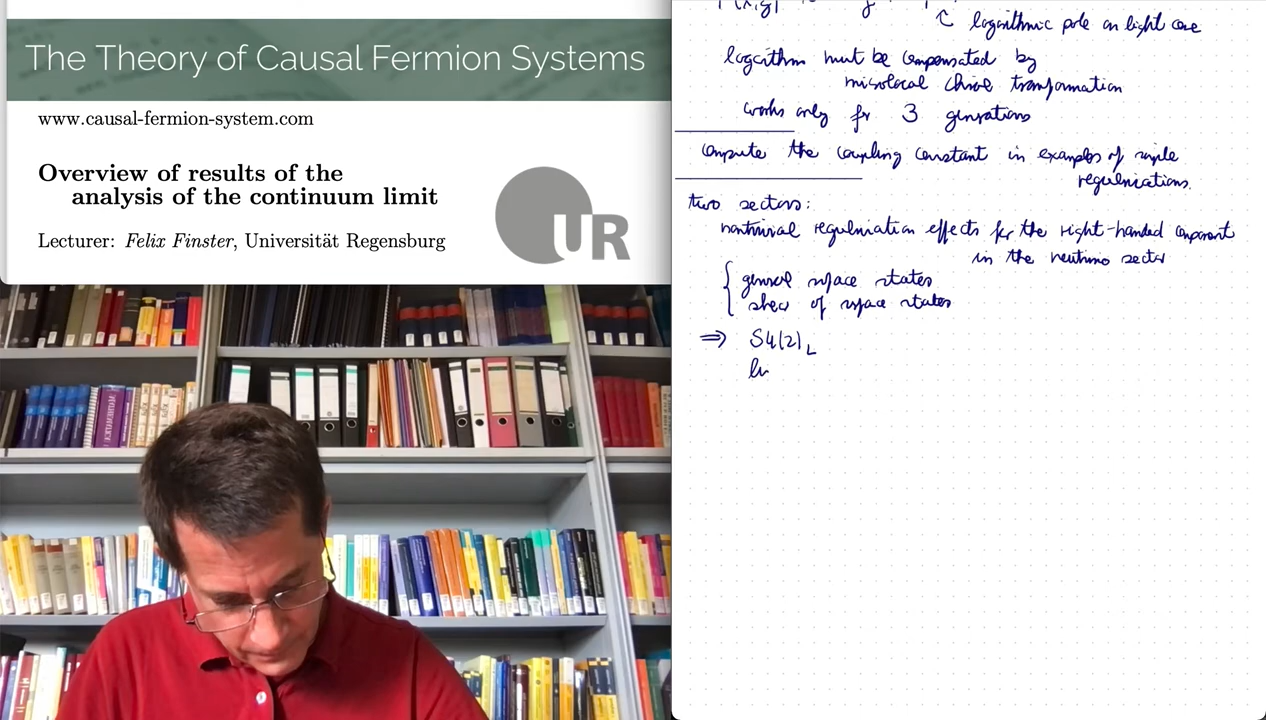 The Theory of Causal Fermion Systems
www.causal-fermion-system.com
Overview of results of the
analysis of the continuum limit
Lecturer: Felix Finster, Universität Regensburg
UR
logarithmic pole on light cone
logarithm must be compensated by
microlocal chiral transformation
works only for 3 generations
compute the coupling constant in examples of simple
regularizations.
two sectors:
nontrivial regularization effects for the right-handed component
in the neutrino sector
general surface states
shear of surface states
⇒ SU(2)_L